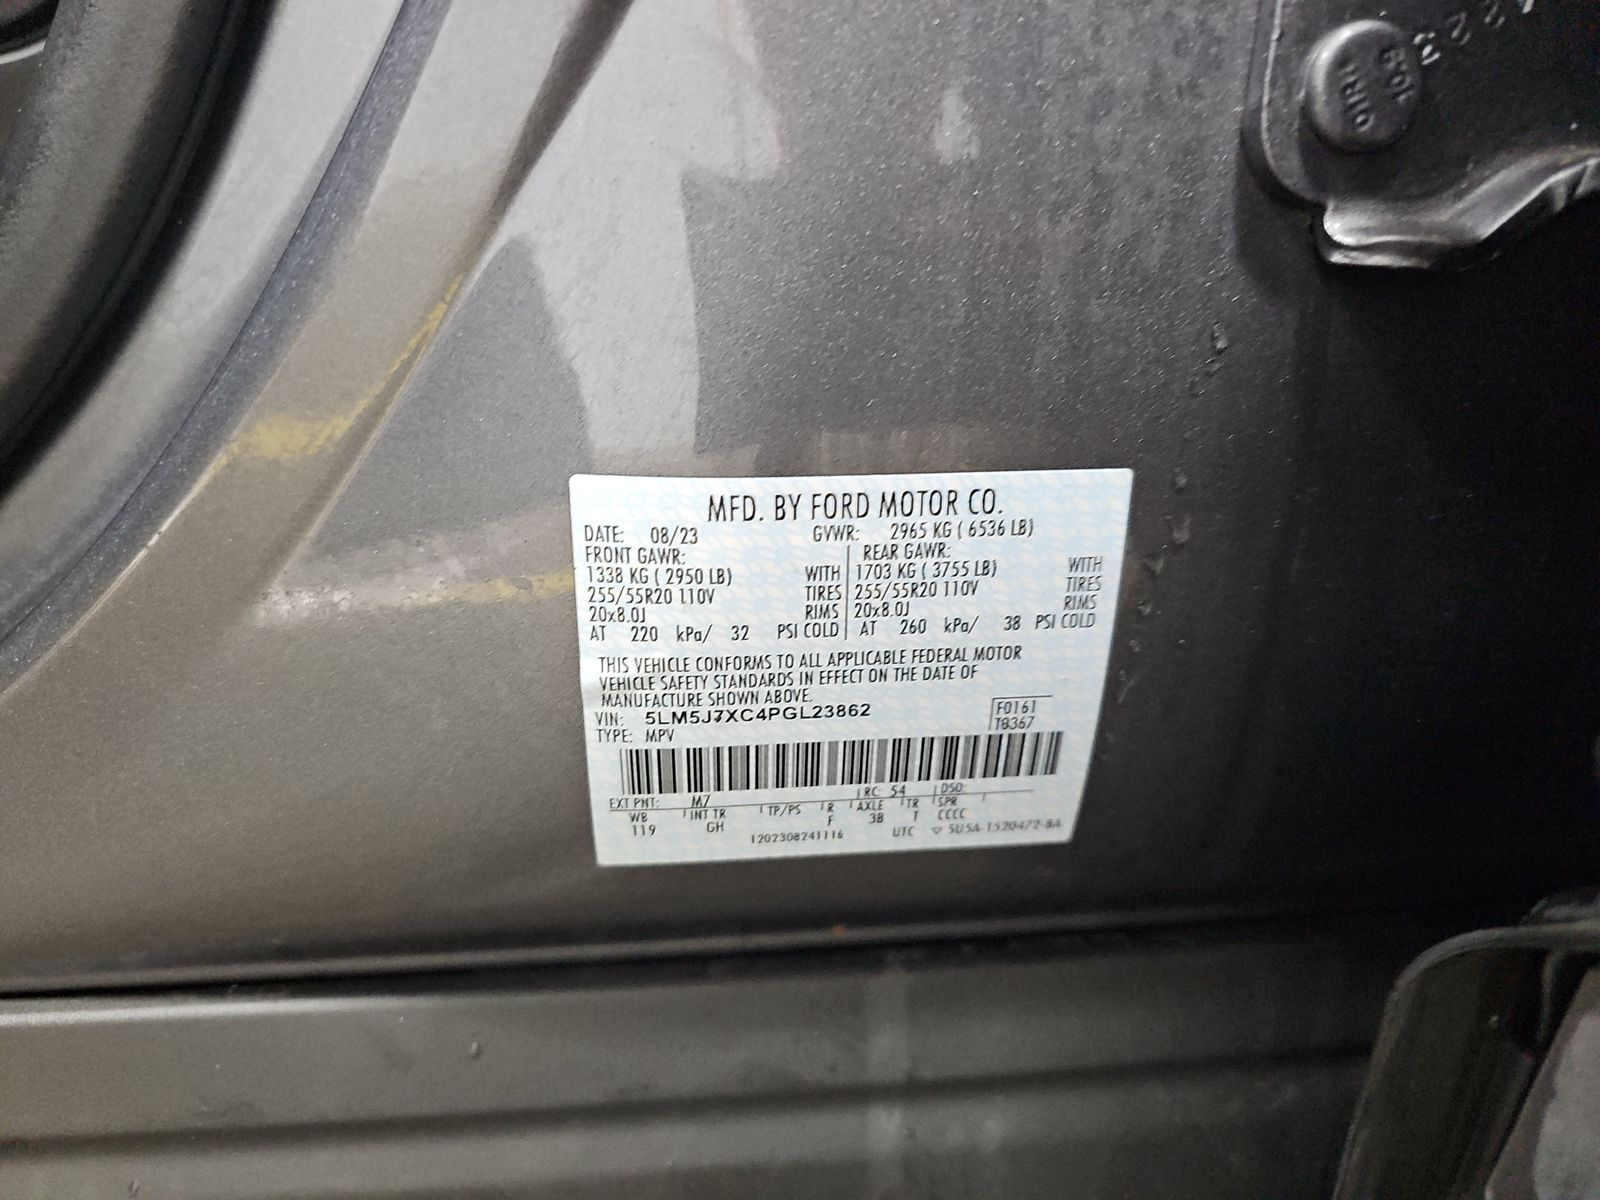 MFD. BY FORD MOTOR CO.
DATE: 08/23 GVWR: 2965 KG ( 6536 LB)
FRONT GAWR: REAR GAWR:
1338 KG ( 2950 LB) WITH 1703 KG ( 3755 LB) WITH
255/55R20 110V TIRES 255/55R20 110V TIRES
20x8.0J RIMS 20x8.0J RIMS
AT 220 kPa/ 32 PSI COLD AT 260 kPa/ 38 PSI COLD
THIS VEHICLE CONFORMS TO ALL APPLICABLE FEDERAL MOTOR
VEHICLE SAFETY STANDARDS IN EFFECT ON THE DATE OF
MANUFACTURE SHOWN ABOVE.
VIN: 5LM5J7XC4PGL23862 F0161
TYPE: MPV T0367
EXT PNT: M7 RC: 54 DSO:
WB INT TR TP/PS R AXLE TR SPR
119 GH F 3B T CCCC
1202308241116 UTC ▽ 5U5A-1520472-BA